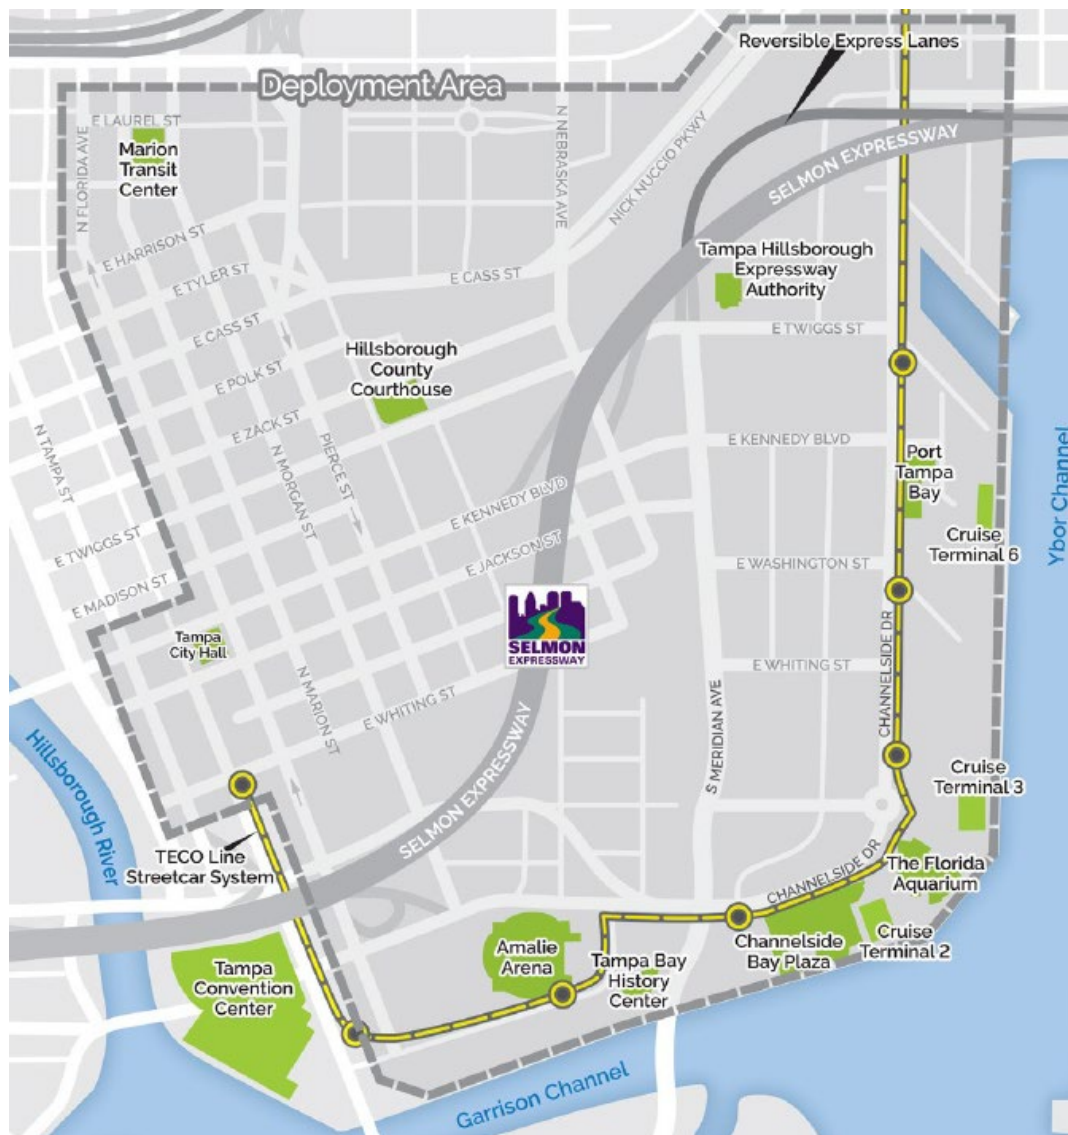 Reversible Express Lanes
Deployment Area
E LAUREL ST
Marion
Transit
Center
N FLORIDA AVE
N NEBRASKA AVE
NICK NUCCIO PKWY
SELMON EXPRESSWAY
E HARRISON ST
E TYLER ST
E CASS ST
E CASS ST
Tampa Hillsborough
Expressway
Authority
E TWIGGS ST
Hillsborough
County
Courthouse
E POLK ST
E ZACK ST
N TAMPA ST
N MORGAN ST
PIERCE ST
E KENNEDY BLVD
E KENNEDY BLVD
Port
Tampa
Bay
Cruise
Terminal 6
Ybor Channel
E TWIGGS ST
E JACKSON ST
E WASHINGTON ST
E MADISON ST
SELMON
EXPRESSWAY
Tampa
City Hall
E WHITING ST
N MARION ST
E WHITING ST
CHANNELSIDE DR
S MERIDIAN AVE
SELMON EXPRESSWAY
Hillsborough River
Cruise
Terminal 3
TECO Line
Streetcar System
CHANNELSIDE DR
The Florida
Aquarium
Cruise
Terminal 2
Channelside
Bay Plaza
Amalie
Arena
Tampa Bay
History
Center
Tampa
Convention
Center
Garrison Channel